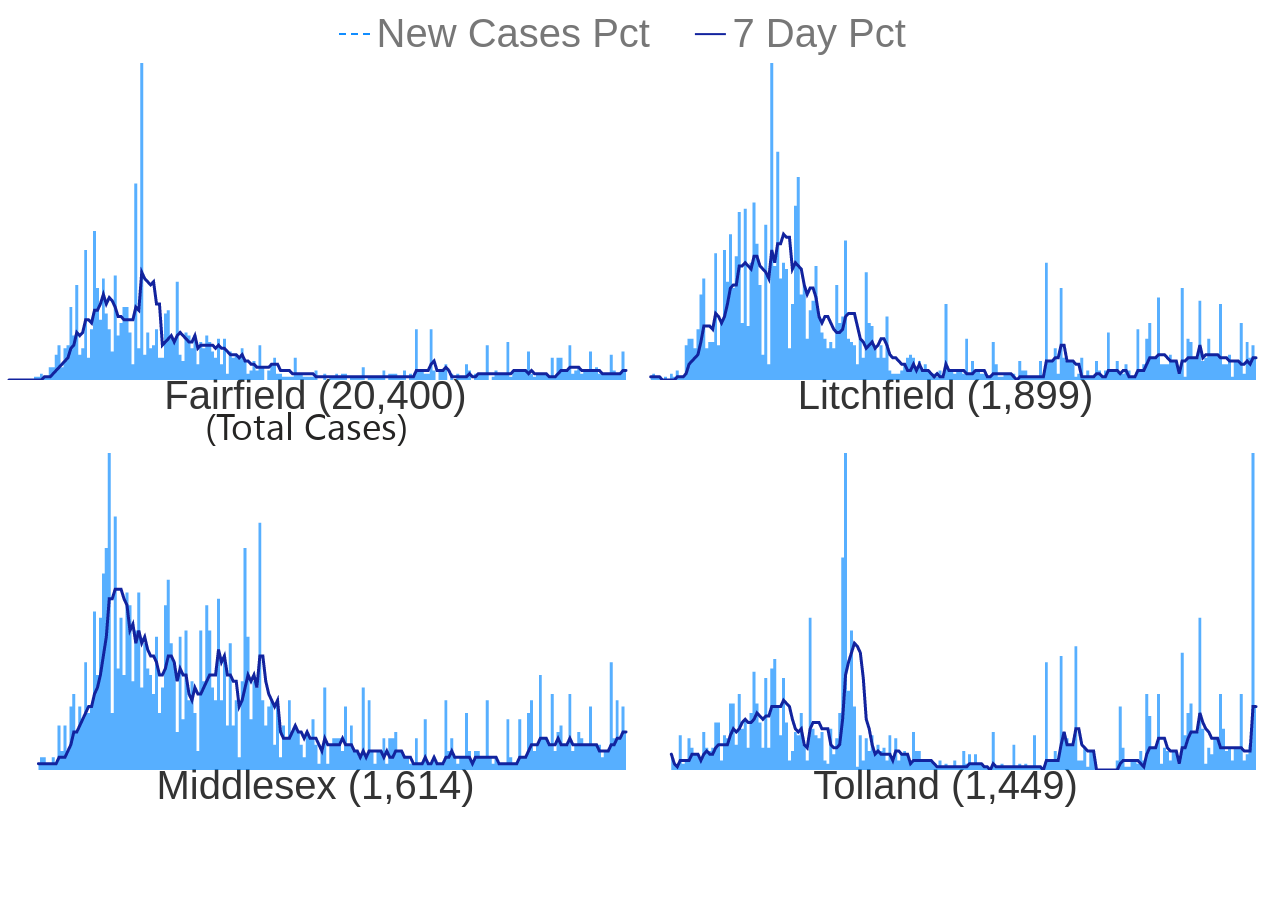 New Cases Pct 7 Day Pct
Fairfield (20,400) Litchfield (1,899)
(Total Cases)
Middlesex (1,614) Tolland (1,449)